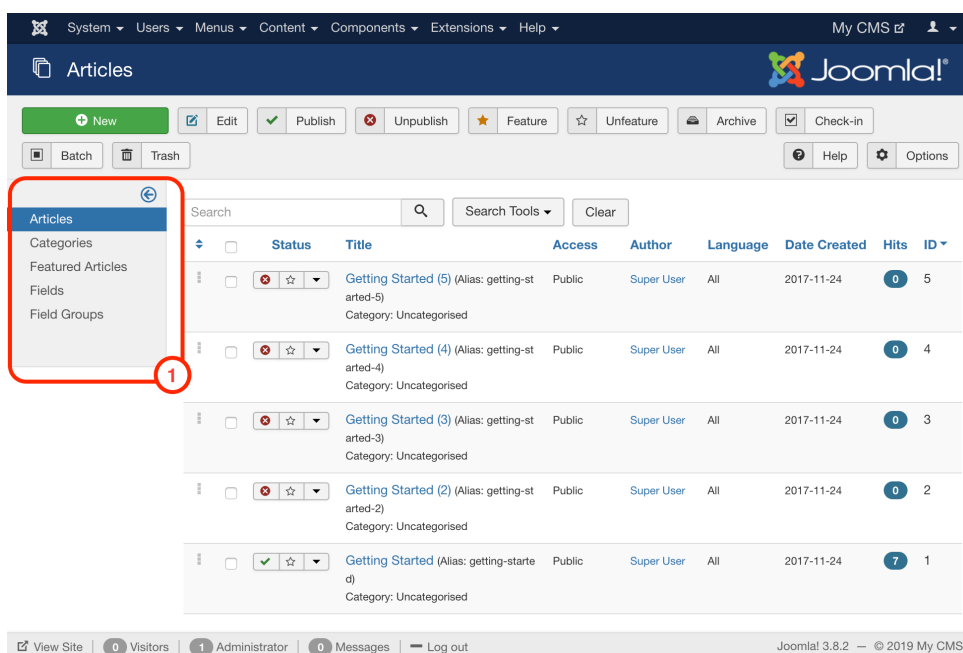 System Users Menus Content Components Extensions Help My CMS
Articles Joomla!®
New Edit Publish Unpublish Feature Unfeature Archive Check-in
Batch Trash Help Options
Articles
Categories
Featured Articles
Fields
Field Groups
1
Search Search Tools Clear
Status Title Access Author Language Date Created Hits ID
Getting Started (5) (Alias: getting-st Public Super User All 2017-11-24 0 5
arted-5)
Category: Uncategorised
Getting Started (4) (Alias: getting-st Public Super User All 2017-11-24 0 4
arted-4)
Category: Uncategorised
Getting Started (3) (Alias: getting-st Public Super User All 2017-11-24 0 3
arted-3)
Category: Uncategorised
Getting Started (2) (Alias: getting-st Public Super User All 2017-11-24 0 2
arted-2)
Category: Uncategorised
Getting Started (Alias: getting-starte Public Super User All 2017-11-24 7 1
d)
Category: Uncategorised
View Site | 0 Visitors | 1 Administrator | 0 Messages | Log out Joomla! 3.8.2 — © 2019 My CMS